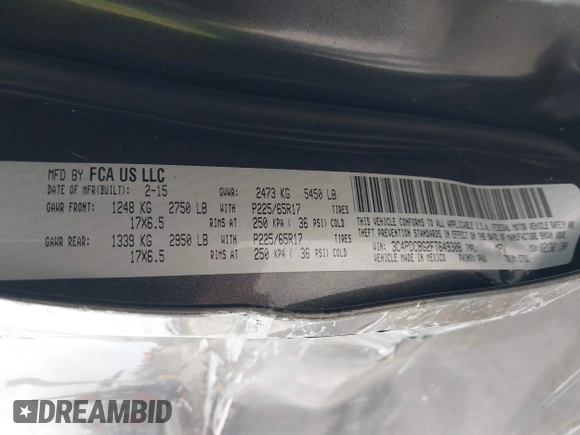 MFD BY FCA US LLC
DATE OF MFR(BUILT): 2-15 GVWR: 2473 KG 5450 LB
GAWR FRONT: 1248 KG 2750 LB WITH P225/65R17 TIRES
17X6.5 RIMS AT 250 KPA ( 36 PSI) COLD
GAWR REAR: 1339 KG 2950 LB WITH P225/65R17 TIRES
17X6.5 RIMS AT 250 KPA ( 36 PSI) COLD
THIS VEHICLE CONFORMS TO ALL APPLICABLE U.S.A. FEDERAL MOTOR VEHICLE SAFETY AND
THEFT PREVENTION STANDARDS IN EFFECT ON THE DATE OF MANUFACTURE SHOWN ABOVE
VIN: TYPE:
VEHICLE MADE IN MEXICO PAINT:
DREAMBID